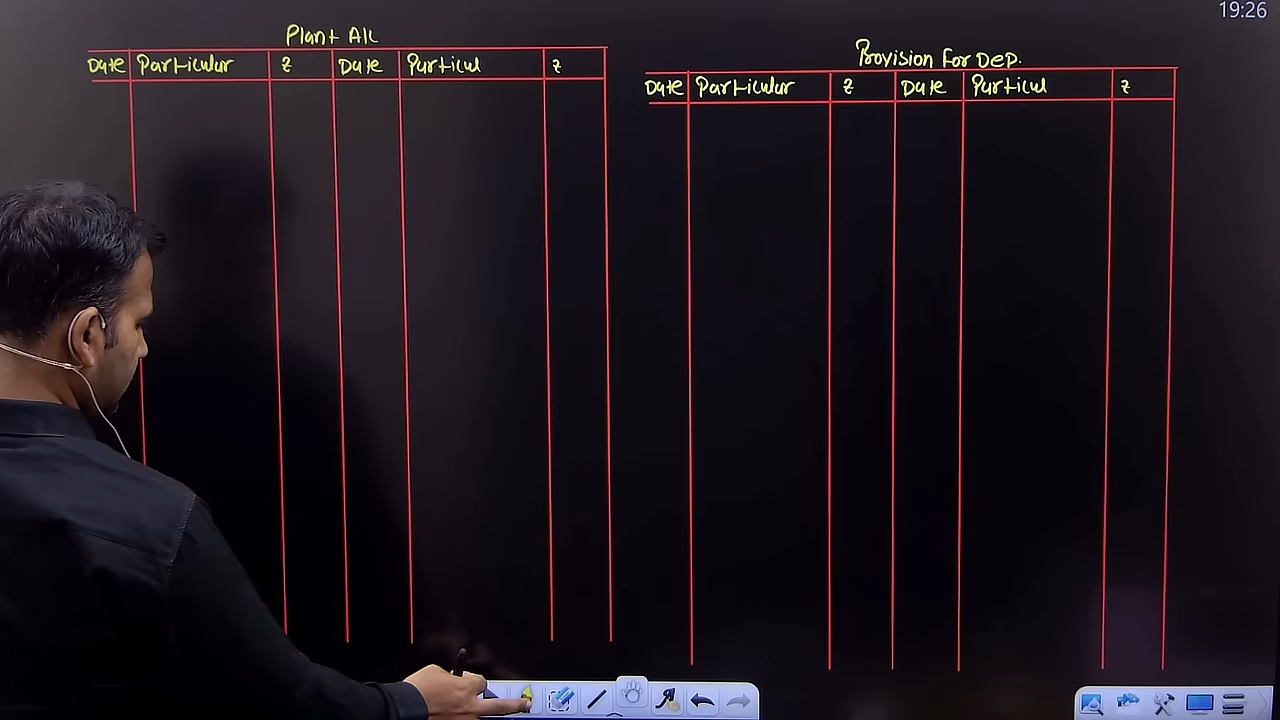 19:26
Plant A/c
Date Particular ₹ Date Particul ₹
Provision For Dep.
Date Particular ₹ Date Particul ₹